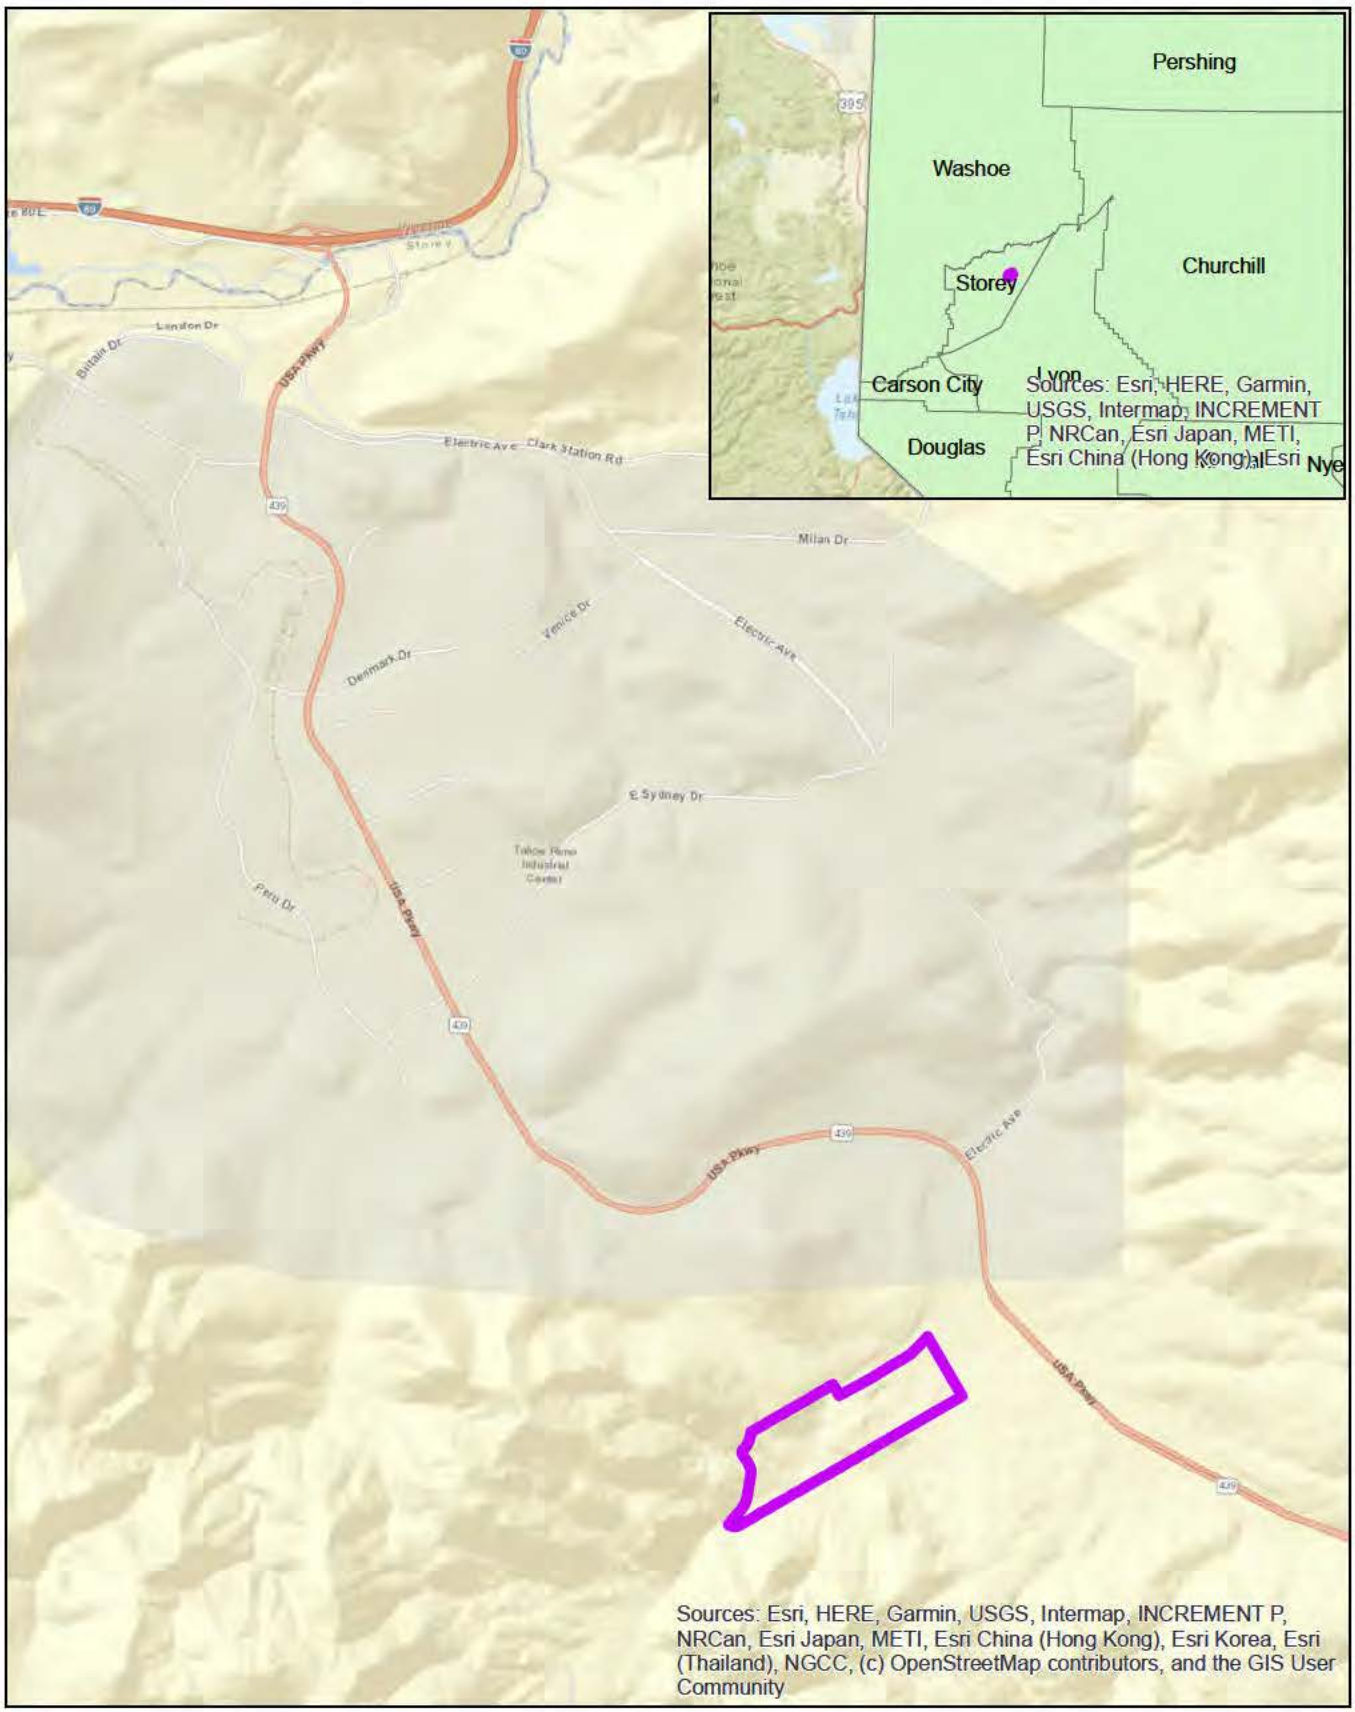 80
80
Storey
London Dr
Britain Dr
USA Pkwy
Electric Ave
Clark Station Rd
439
Milan Dr
Venice Dr
Electric Ave
Denmark Dr
E Sydney Dr
Tahoe Reno
Industrial
Center
Peru Dr
USA Pkwy
439
439
USA Pkwy
Electric Ave
USA Pkwy
439
395
Pershing
Washoe
Churchill
Storey
Lyon
Carson City
Douglas
Nye
Sources: Esri, HERE, Garmin,
USGS, Intermap, INCREMENT
P, NRCan, Esri Japan, METI,
Esri China (Hong Kong), Esri
Sources: Esri, HERE, Garmin, USGS, Intermap, INCREMENT P,
NRCan, Esri Japan, METI, Esri China (Hong Kong), Esri Korea, Esri
(Thailand), NGCC, (c) OpenStreetMap contributors, and the GIS User
Community